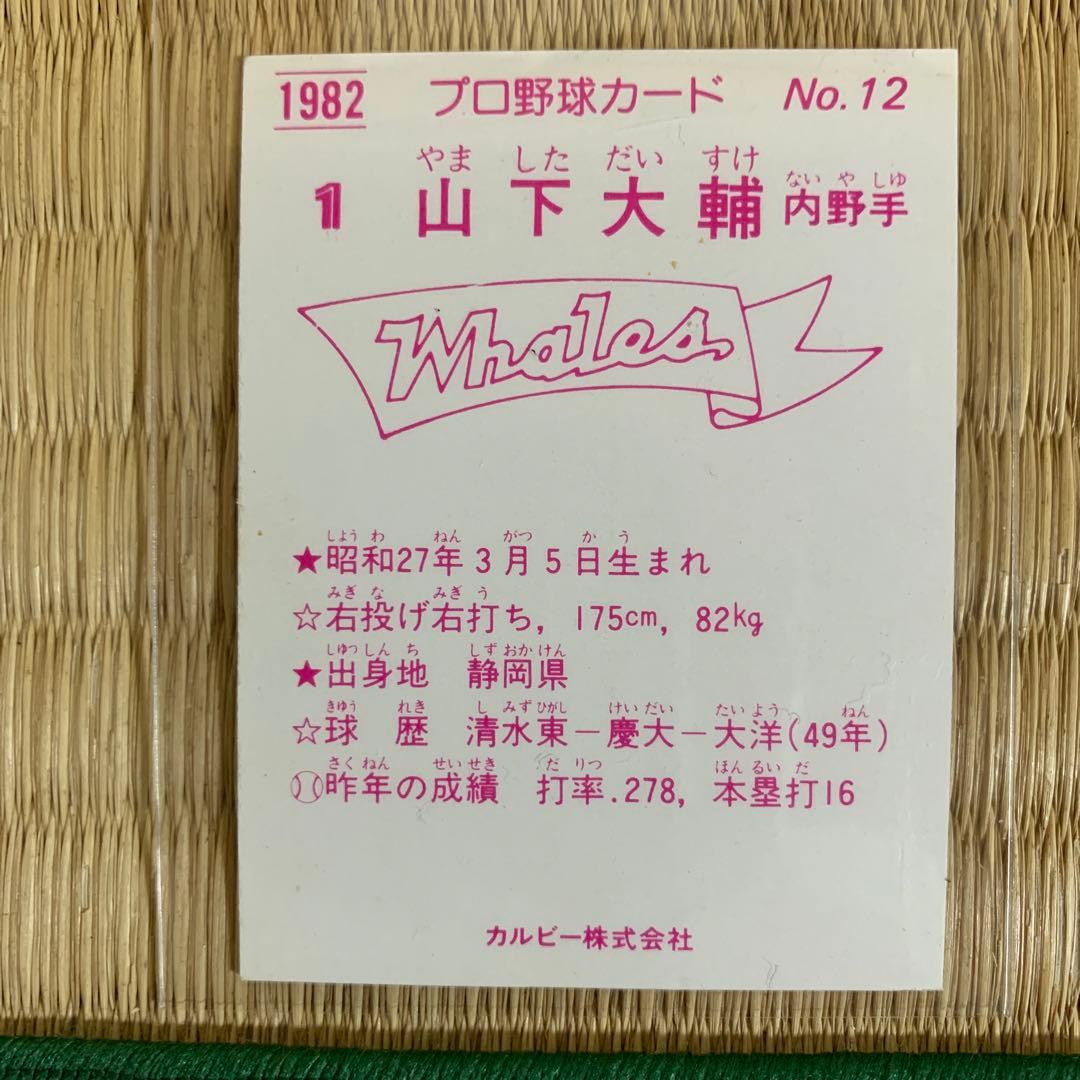 1982 プロ野球カード No.12
やま した だい すけ ない や しゆ
1 山下大輔 内野手
Whales
しよう わ ねん がつ か う
★昭和27年3月5日生まれ
みぎ な みぎ う
☆右投げ右打ち, 175cm, 82kg
しゆつ しん ち しず おか けん
★出身地 静岡県
きゆう れき し みず ひがし けい だい たい よう ねん
☆球歴 清水東－慶大－大洋(49年)
さく ねん せい せき だ りつ ほん るい だ
昨年の成績 打率.278, 本塁打16
カルビー株式会社